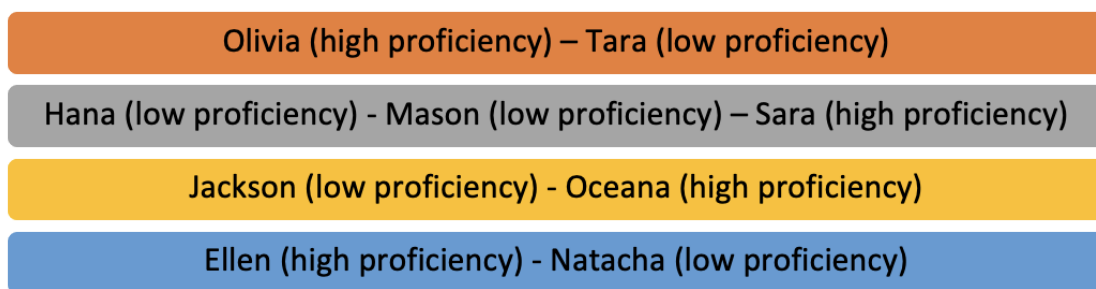 Olivia (high proficiency) – Tara (low proficiency)
Hana (low proficiency) - Mason (low proficiency) – Sara (high proficiency)
Jackson (low proficiency) - Oceana (high proficiency)
Ellen (high proficiency) - Natacha (low proficiency)